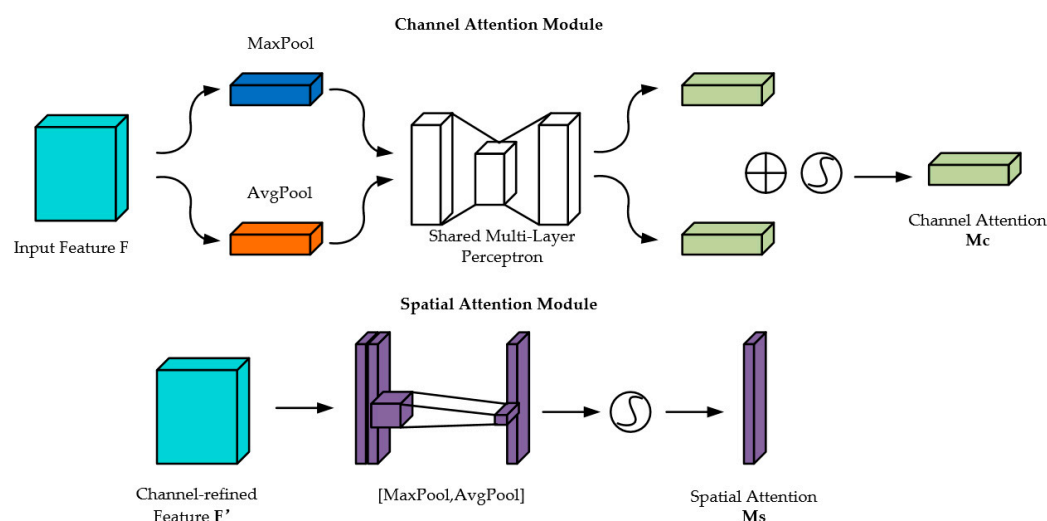 Channel Attention Module
MaxPool
AvgPool
Input Feature F
Shared Multi-Layer
Perceptron
Channel Attention
Mc
Spatial Attention Module
Channel-refined
Feature F’
[MaxPool,AvgPool]
Spatial Attention
Ms